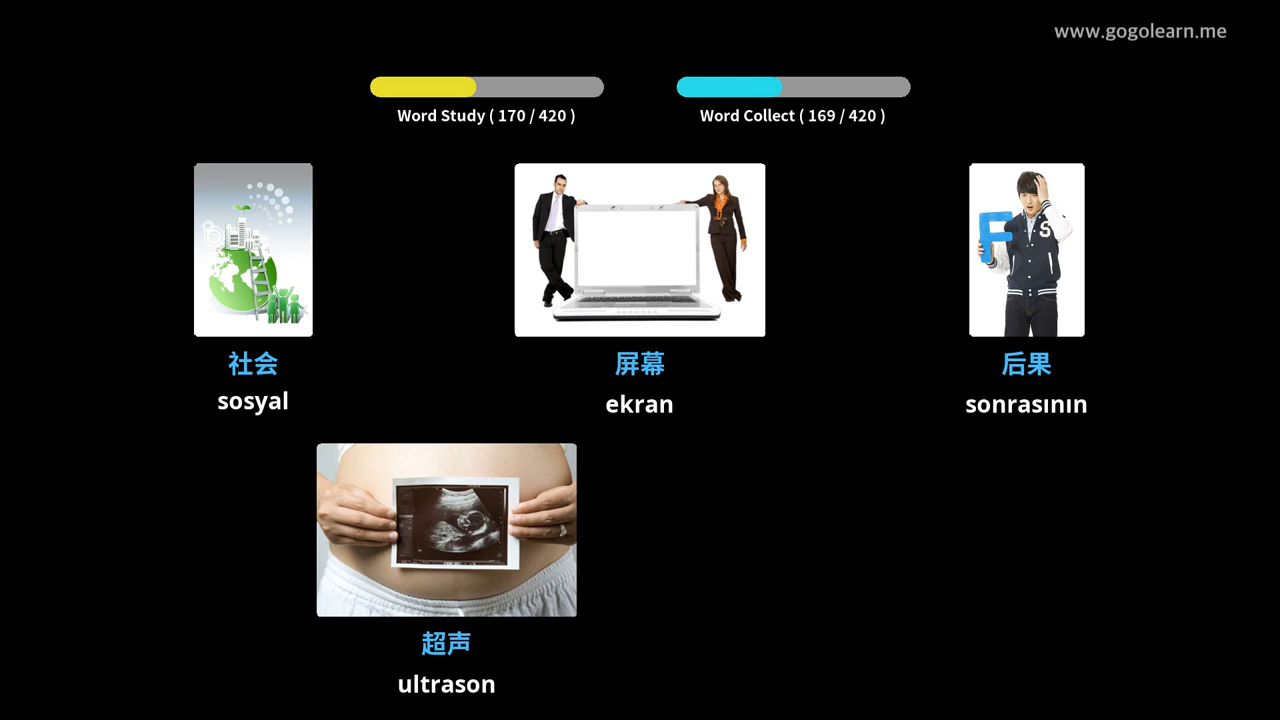 www.gogolearn.me
Word Study ( 170 / 420 )
Word Collect ( 169 / 420 )
F
S
社会
sosyal
屏幕
ekran
后果
sonrasının
超声
ultrason